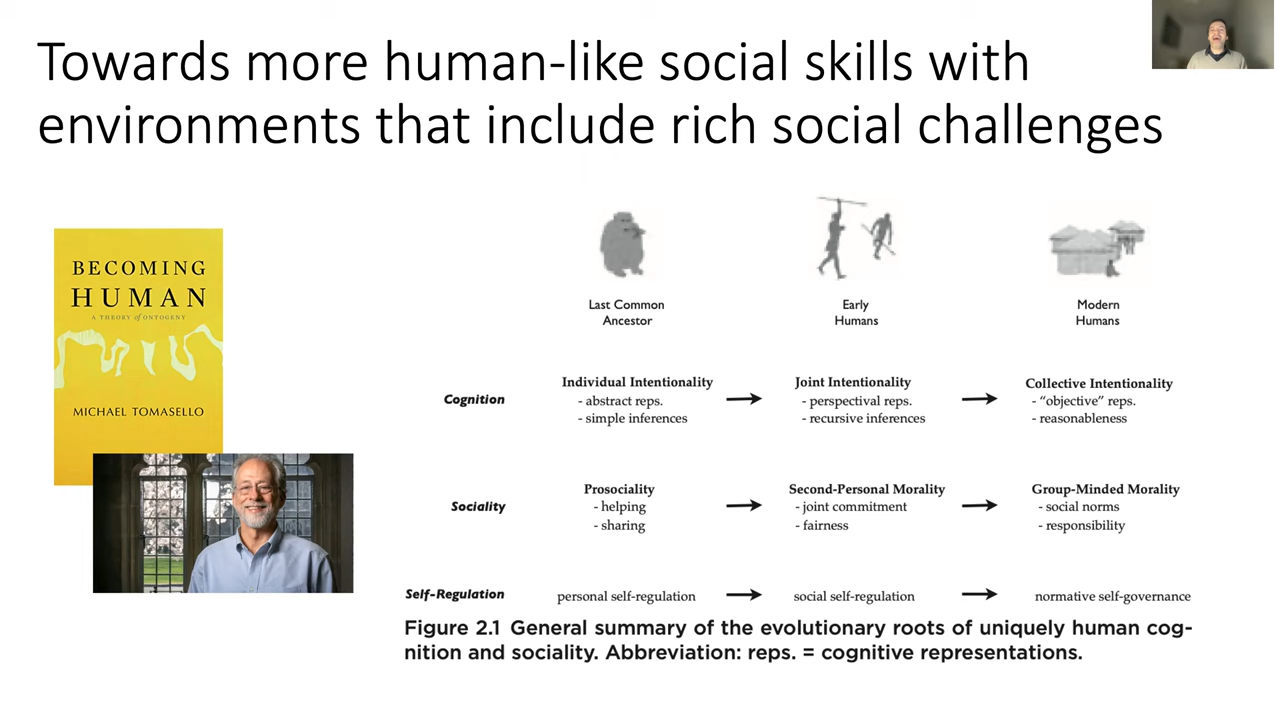 Towards more human-like social skills with
environments that include rich social challenges
BECOMING
HUMAN
A THEORY of ONTOGENY
MICHAEL TOMASELLO
Last Common
Ancestor
Early
Humans
Modern
Humans
Cognition
Individual Intentionality
- abstract reps.
- simple inferences
Joint Intentionality
- perspectival reps.
- recursive inferences
Collective Intentionality
- “objective” reps.
- reasonableness
Sociality
Prosociality
- helping
- sharing
Second-Personal Morality
- joint commitment
- fairness
Group-Minded Morality
- social norms
- responsibility
Self-Regulation
personal self-regulation
social self-regulation
normative self-governance
Figure 2.1 General summary of the evolutionary roots of uniquely human cog-
nition and sociality. Abbreviation: reps. = cognitive representations.